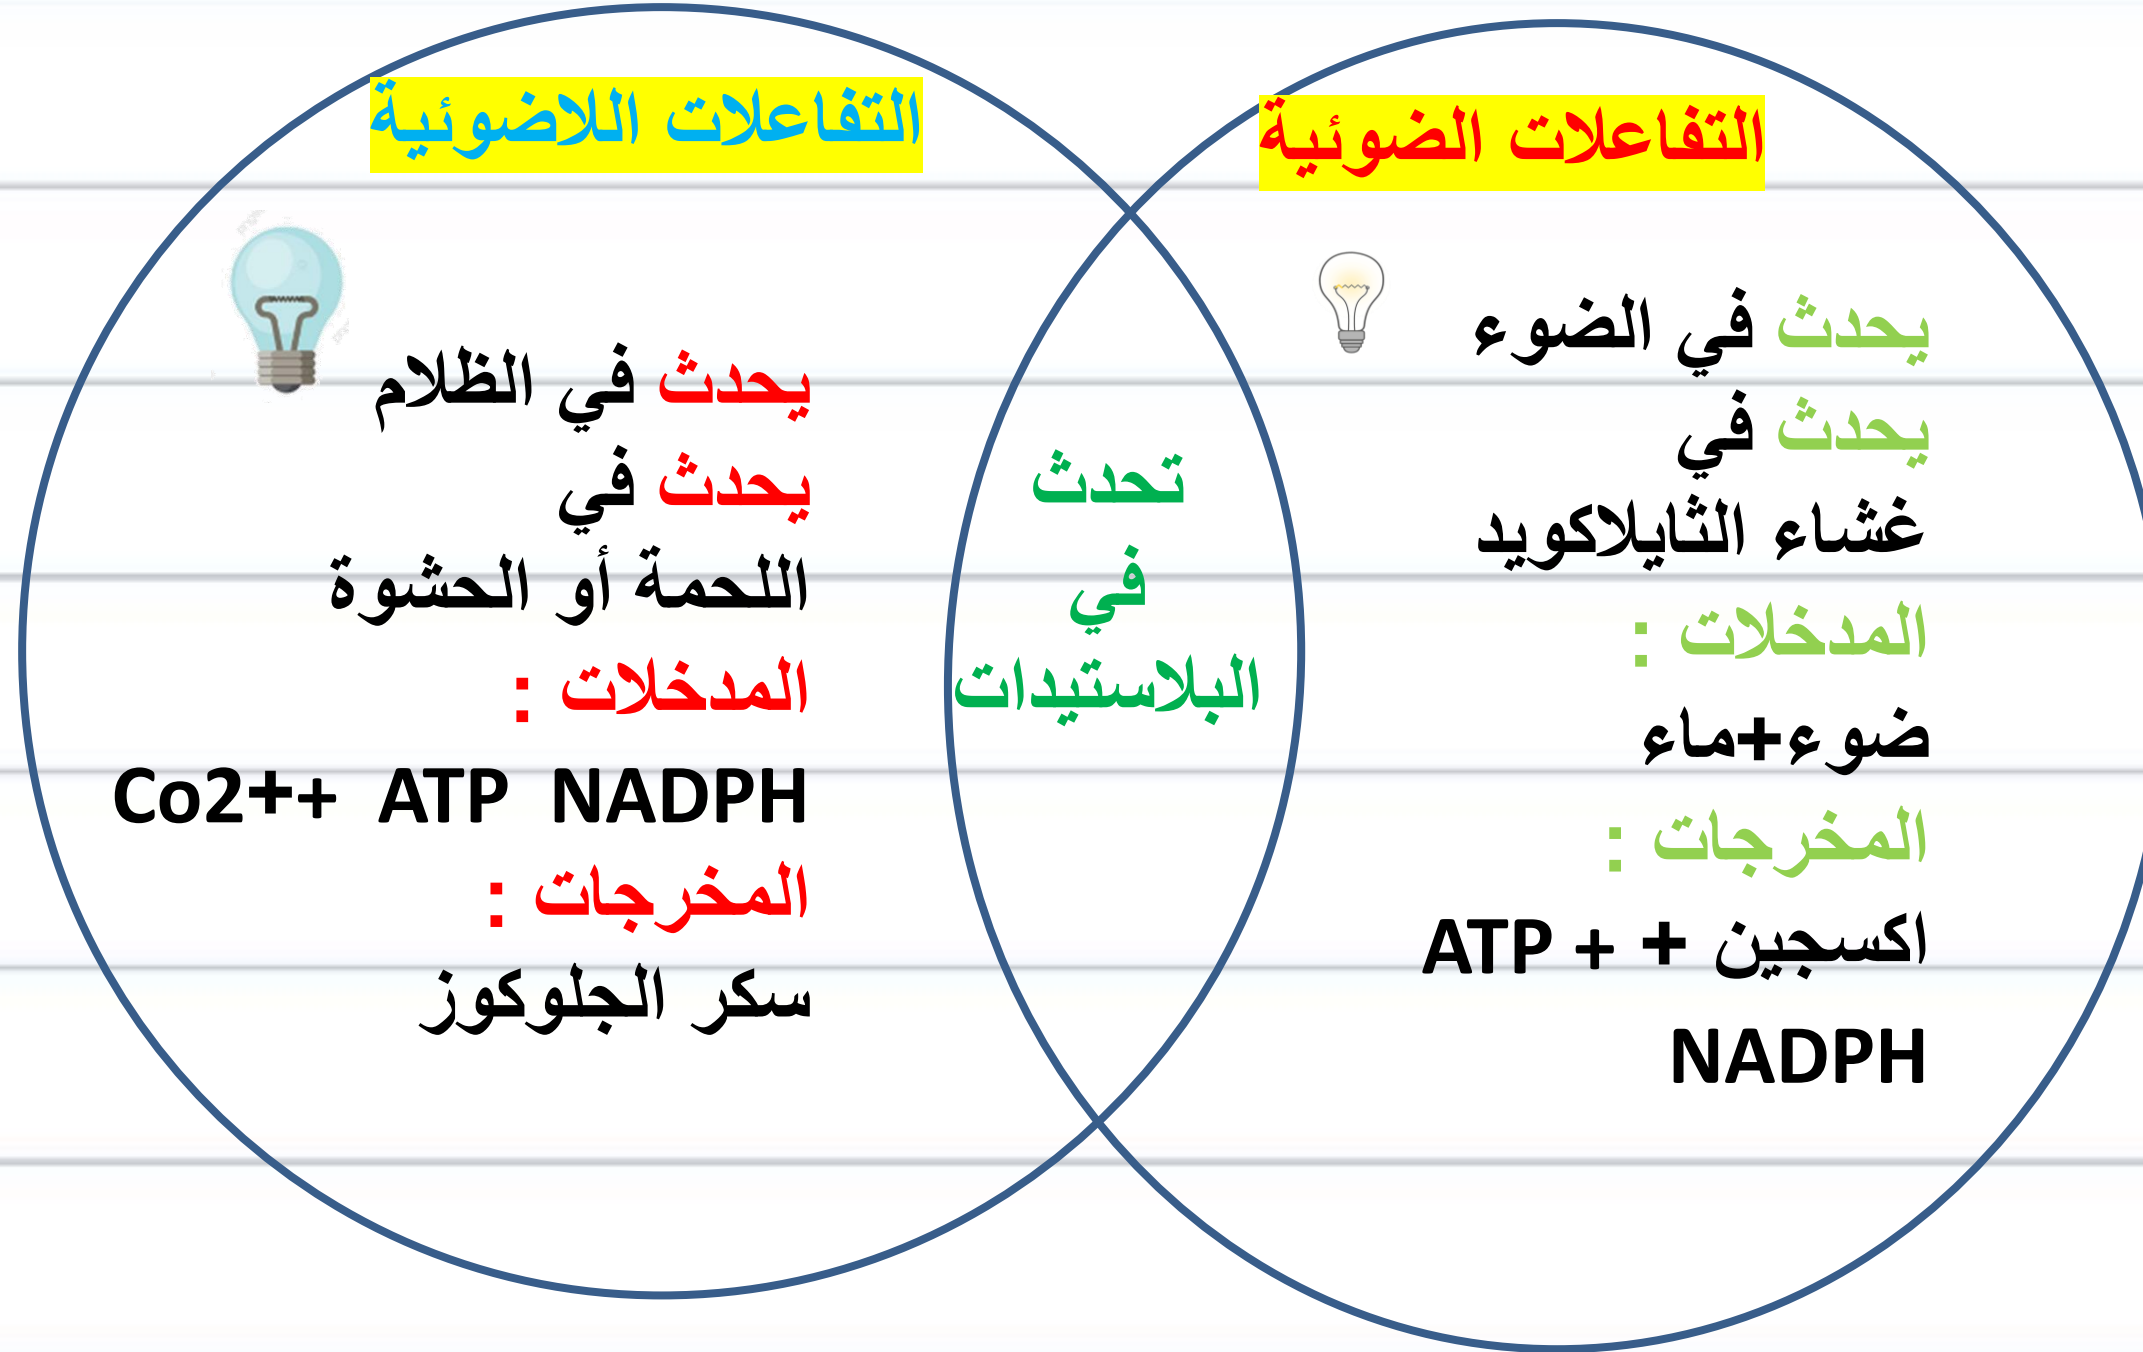 التفاعلات الضوئية
يحدث في الضوء
يحدث في
غشاء الثايلاكويد
المدخلات :
ضوء+ماء
المخرجات :
اكسجين + ATP +
NADPH
تحدث
في
البلاستيدات
التفاعلات اللاضوئية
يحدث في الظلام
يحدث في
اللحمة أو الحشوة
المدخلات :
Co2++ ATP NADPH
المخرجات :
سكر الجلوكوز